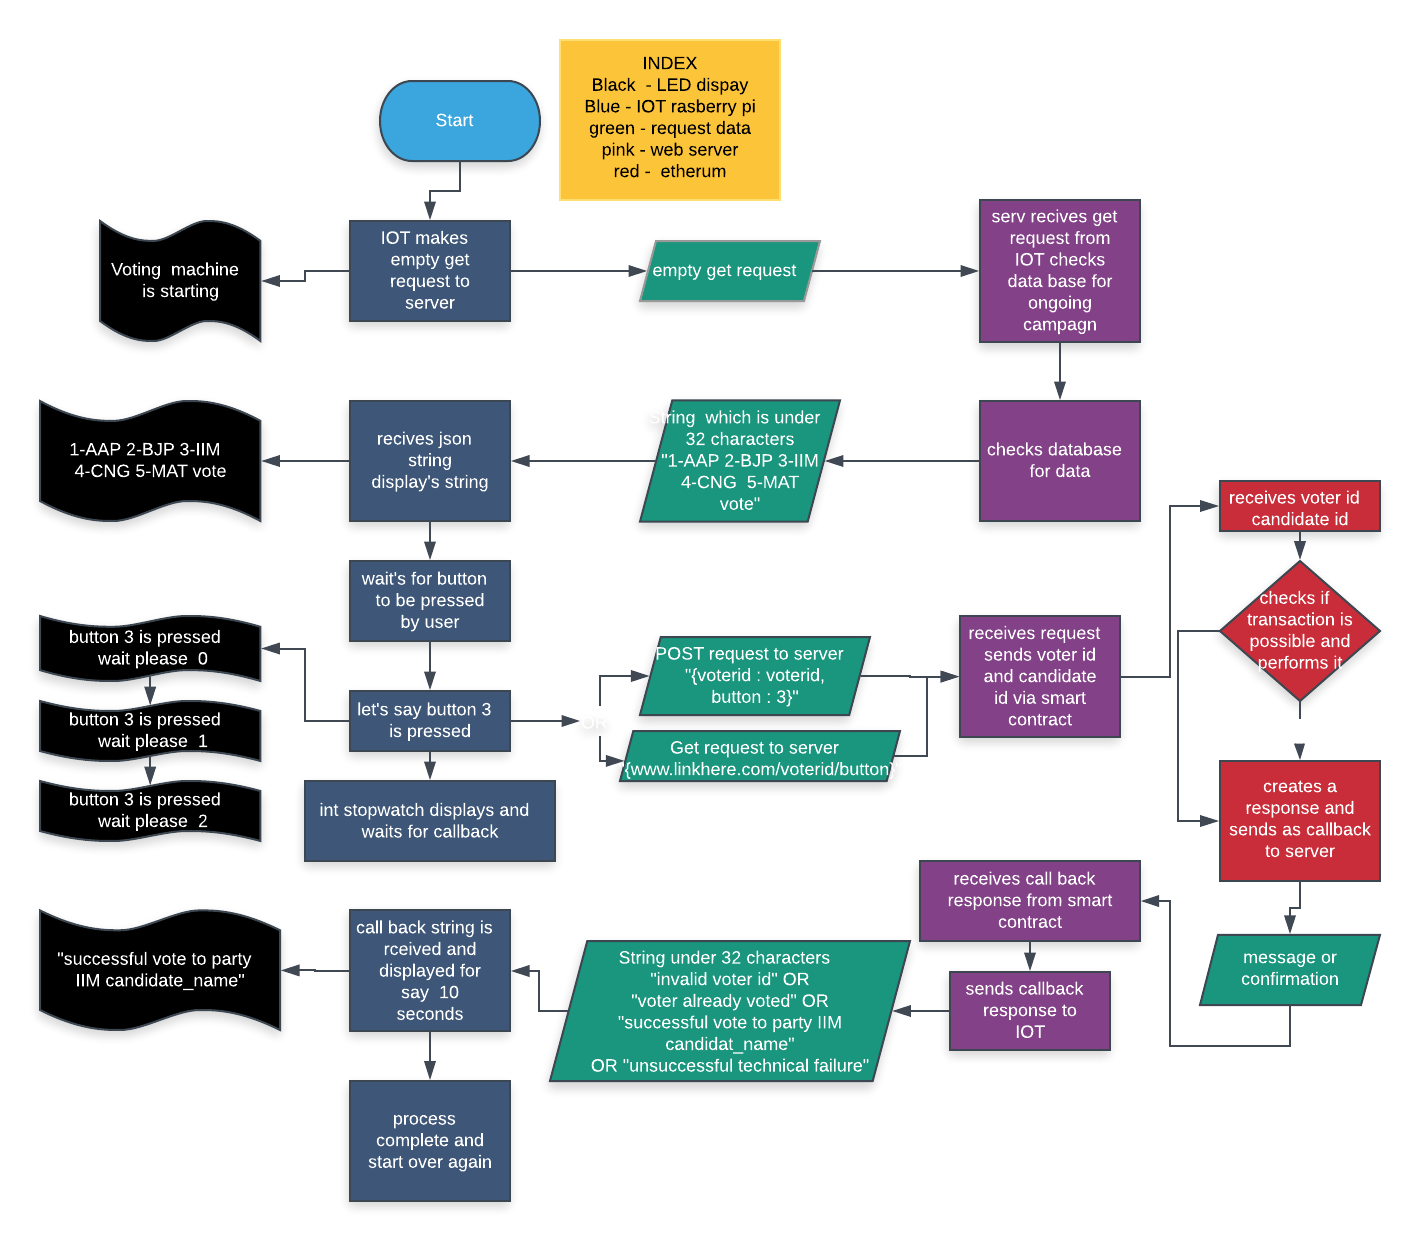 INDEX
Black - LED dispay
Blue - IOT rasberry pi
green - request data
pink - web server
red - etherum
Start
Voting machine
is starting
IOT makes
empty get
request to
server
empty get request
serv recives get
request from
IOT checks
data base for
ongoing
campagn
1-AAP 2-BJP 3-IIM
4-CNG 5-MAT vote
recives json
string
display's string
String which is under
32 characters
"1-AAP 2-BJP 3-IIM
4-CNG 5-MAT
vote"
checks database
for data
receives voter id
candidate id
wait's for button
to be pressed
by user
checks if
transaction is
possible and
performs it
button 3 is pressed
wait please 0
button 3 is pressed
wait please 1
button 3 is pressed
wait please 2
let's say button 3
is pressed
OR
POST request to server
"{voterid : voterid,
button : 3}"
Get request to server
{www.linkhere.com/voterid/button}
receives request
sends voter id
and candidate
id via smart
contract
int stopwatch displays and
waits for callback
creates a
response and
sends as callback
to server
receives call back
response from smart
contract
message or
confirmation
"successful vote to party
IIM candidate_name"
call back string is
rceived and
displayed for
say 10
seconds
String under 32 characters
"invalid voter id" OR
"voter already voted" OR
"successful vote to party IIM
candidat_name"
OR "unsuccessful technical failure"
sends callback
response to
IOT
process
complete and
start over again